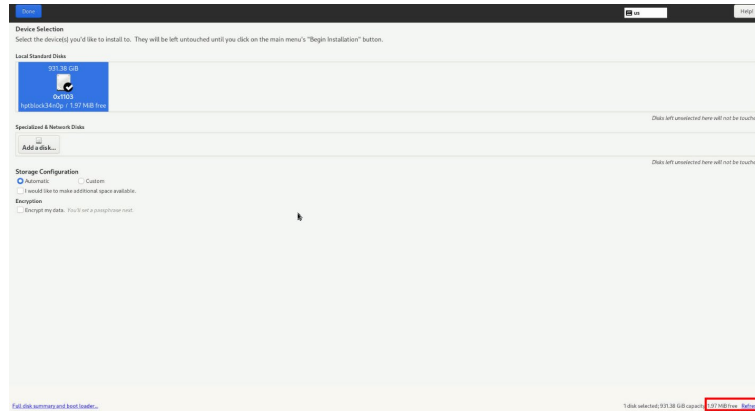 Done
us
Help!
Device Selection
Select the device(s) you'd like to install to. They will be left untouched until you click on the main menu's "Begin Installation" button.
Local Standard Disks
931.38 GiB
0x1103
hptblock34n0p / 1.97 MiB free
Disks left unselected here will not be touche
Specialized & Network Disks
Add a disk...
Disks left unselected here will not be touche
Storage Configuration
Automatic Custom
I would like to make additional space available.
Encryption
Encrypt my data. You'll set a passphrase next.
Full disk summary and boot loader... 1 disk selected; 931.38 GiB capacity; 1.97 MiB free Refre